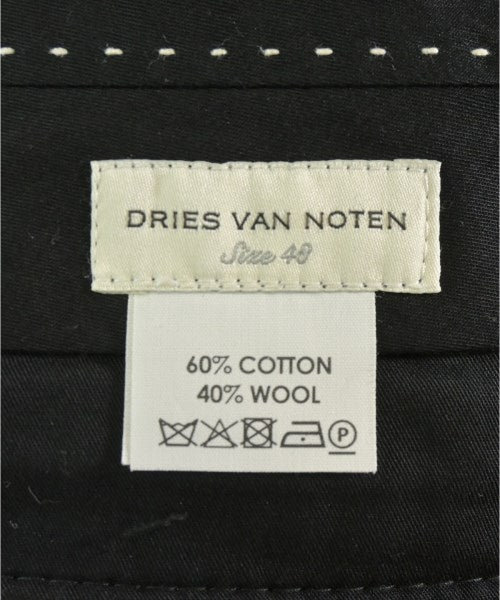 DRIES VAN NOTEN
Size 48
60% COTTON
40% WOOL
P